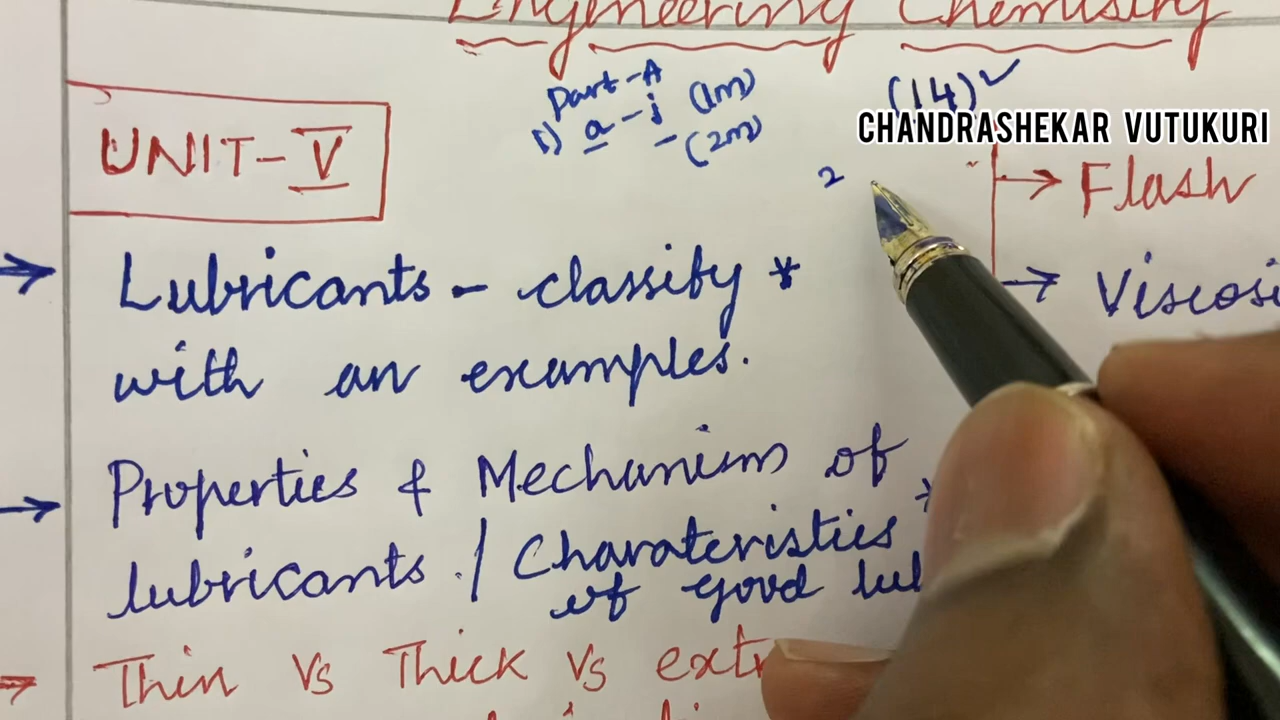 Engineering Chemistry
Part-A
1) a - j (1m)
- (2m)
(14) ✓
CHANDRASHEKAR VUTUKURI
2
UNIT-V
→ Flash
→ Lubricants - classify *
with an examples.
→ Viscosi
→ Properties & Mechanism of
lubricants. / Charateristics *
of good lub
→ Thin Vs Thick Vs extr